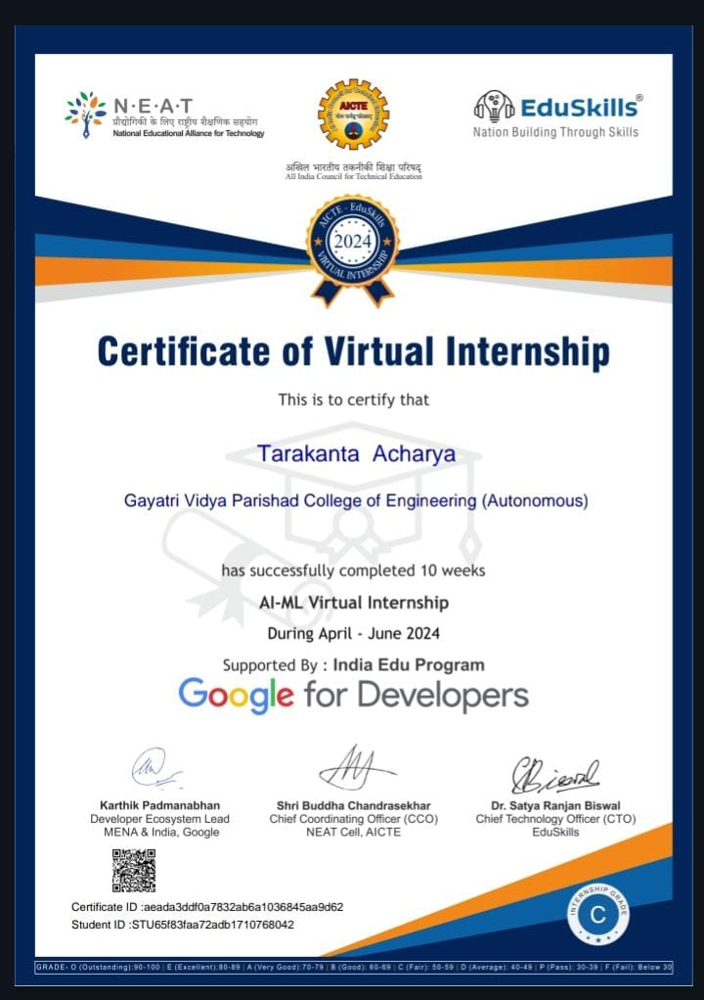 N·E·A·T
प्रौद्योगिकी के लिए राष्ट्रीय शैक्षणिक सहयोग
National Educational Alliance for Technology
AICTE
अखिल भारतीय तकनीकी शिक्षा परिषद्
All India Council for Technical Education
EduSkills®
Nation Building Through Skills
AICTE - EduSkills
2024
VIRTUAL INTERNSHIP
Certificate of Virtual Internship
This is to certify that
Tarakanta Acharya
Gayatri Vidya Parishad College of Engineering (Autonomous)
has successfully completed 10 weeks
AI-ML Virtual Internship
During April - June 2024
Supported By : India Edu Program
Google for Developers
Karthik Padmanabhan
Developer Ecosystem Lead
MENA & India, Google
Shri Buddha Chandrasekhar
Chief Coordinating Officer (CCO)
NEAT Cell, AICTE
Dr. Satya Ranjan Biswal
Chief Technology Officer (CTO)
EduSkills
Certificate ID :aeada3ddf0a7832ab6a1036845aa9d62
Student ID :STU65f83faa72adb1710768042
INTERNSHIP GRADE
C
GRADE- O (Outstanding):90-100 | E (Excellent):80-89 | A (Very Good):70-79 | B (Good): 60-69 | C (Fair): 50-59 | D (Average): 40-49 | P (Pass): 30-39 | F (Fail): Below 30